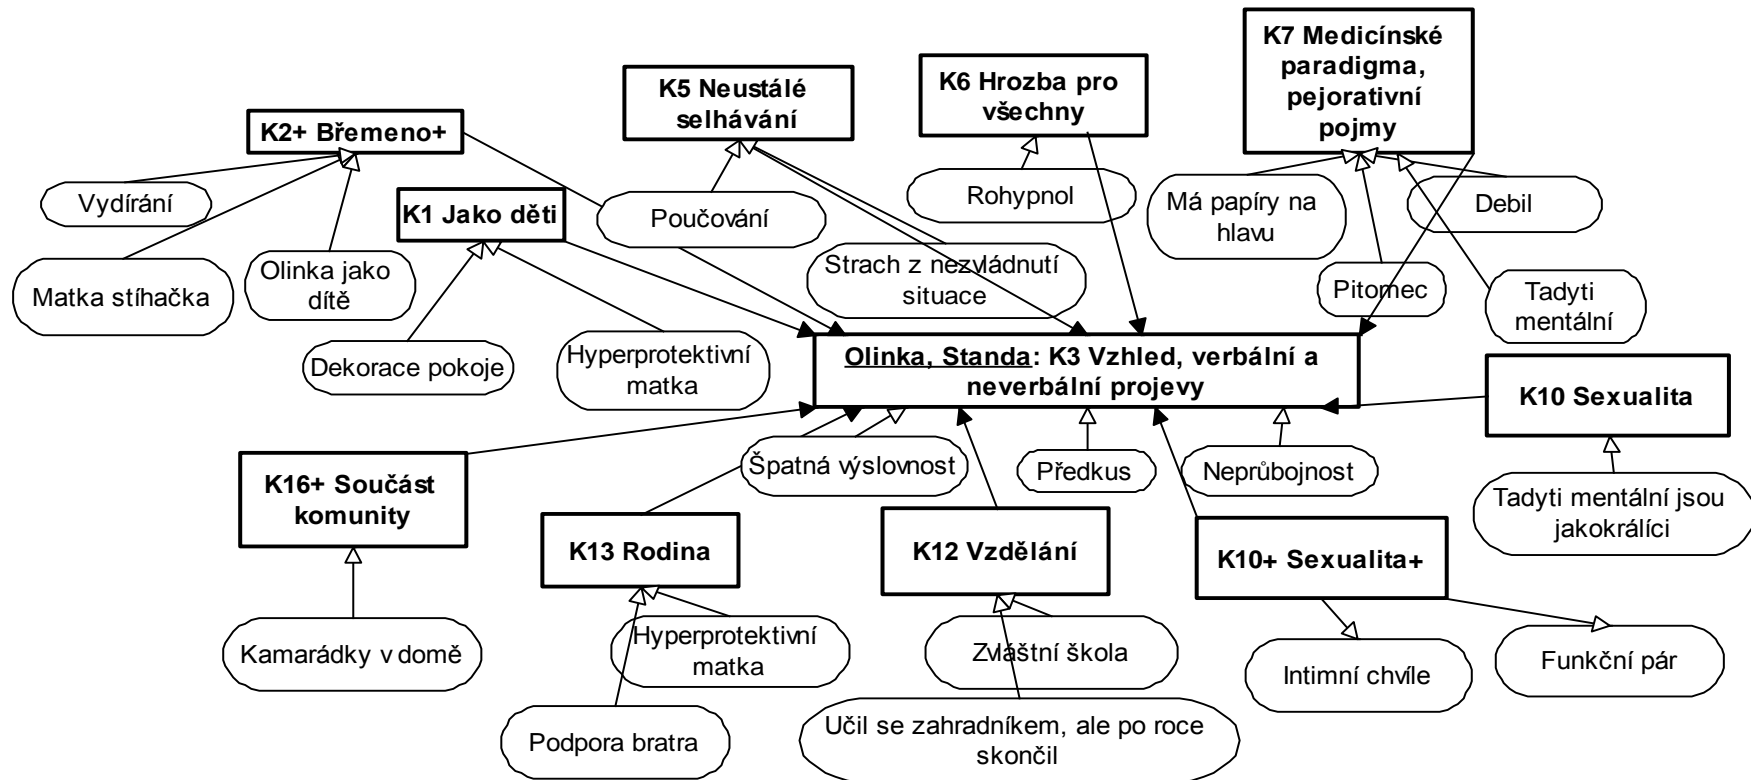 K7 Medicínské
paradigma,
pejorativní
pojmy
K5 Neustálé
selhávání
K6 Hrozba pro
všechny
K2+ Břemeno+
Vydírání
K1 Jako děti
Poučování
Rohypnol
Má papíry na
hlavu
Debil
Matka stíhačka
Olinka jako
dítě
Strach z nezvládnutí
situace
Pitomec
Tadyti
mentální
Dekorace pokoje
Hyperprotektivní
matka
Olinka, Standa: K3 Vzhled, verbální a
neverbální projevy
K10 Sexualita
K16+ Součást
komunity
Špatná výslovnost
Předkus
Neprůbojnost
Tadyti mentální jsou
jakokrálíci
K13 Rodina
K12 Vzdělání
K10+ Sexualita+
Kamarádky v domě
Hyperprotektivní
matka
Zvláštní škola
Intimní chvíle
Funkční pár
Podpora bratra
Učil se zahradníkem, ale po roce
skončil